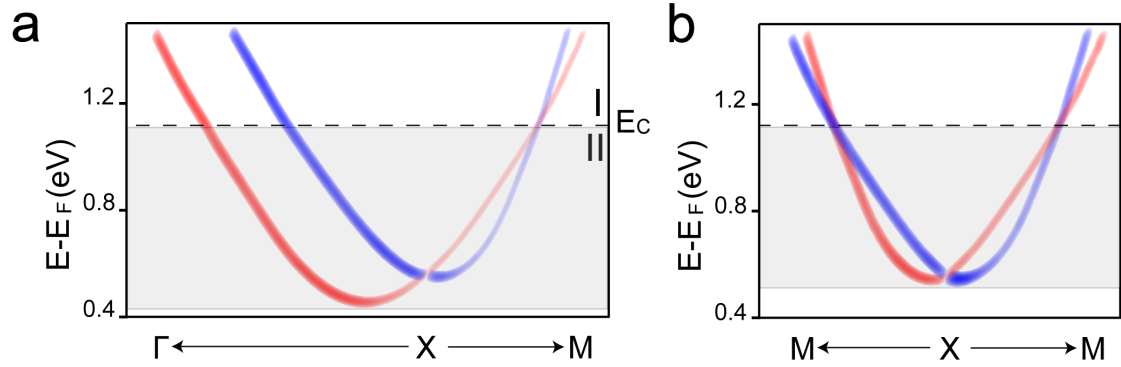 a
E-E_F (eV)
1.2
0.8
0.4
I
II
E_C
Γ X M
b
E-E_F (eV)
1.2
0.8
0.4
M X M